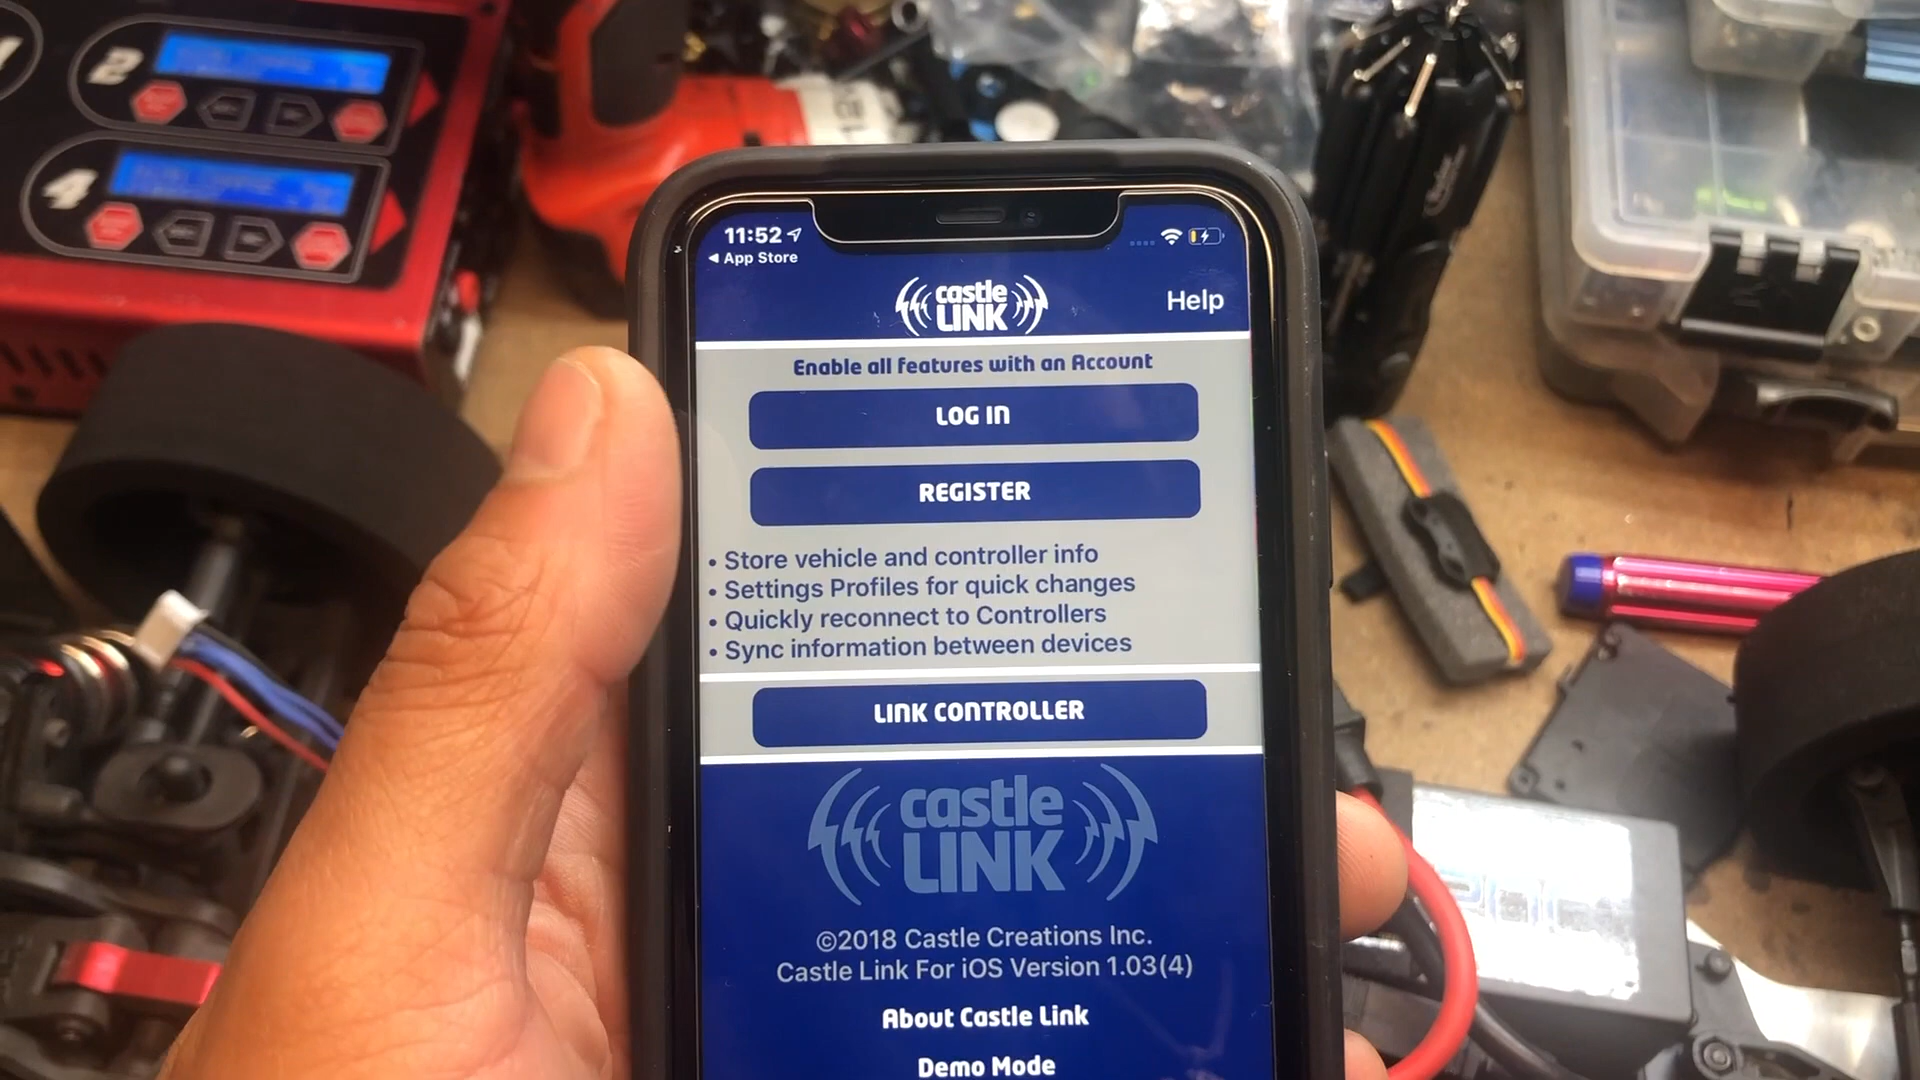 2
4
11:52
◀ App Store
castle
LINK
Help
Enable all features with an Account
LOG IN
REGISTER
• Store vehicle and controller info
• Settings Profiles for quick changes
• Quickly reconnect to Controllers
• Sync information between devices
LINK CONTROLLER
castle
LINK
©2018 Castle Creations Inc.
Castle Link For iOS Version 1.03(4)
About Castle Link
Demo Mode